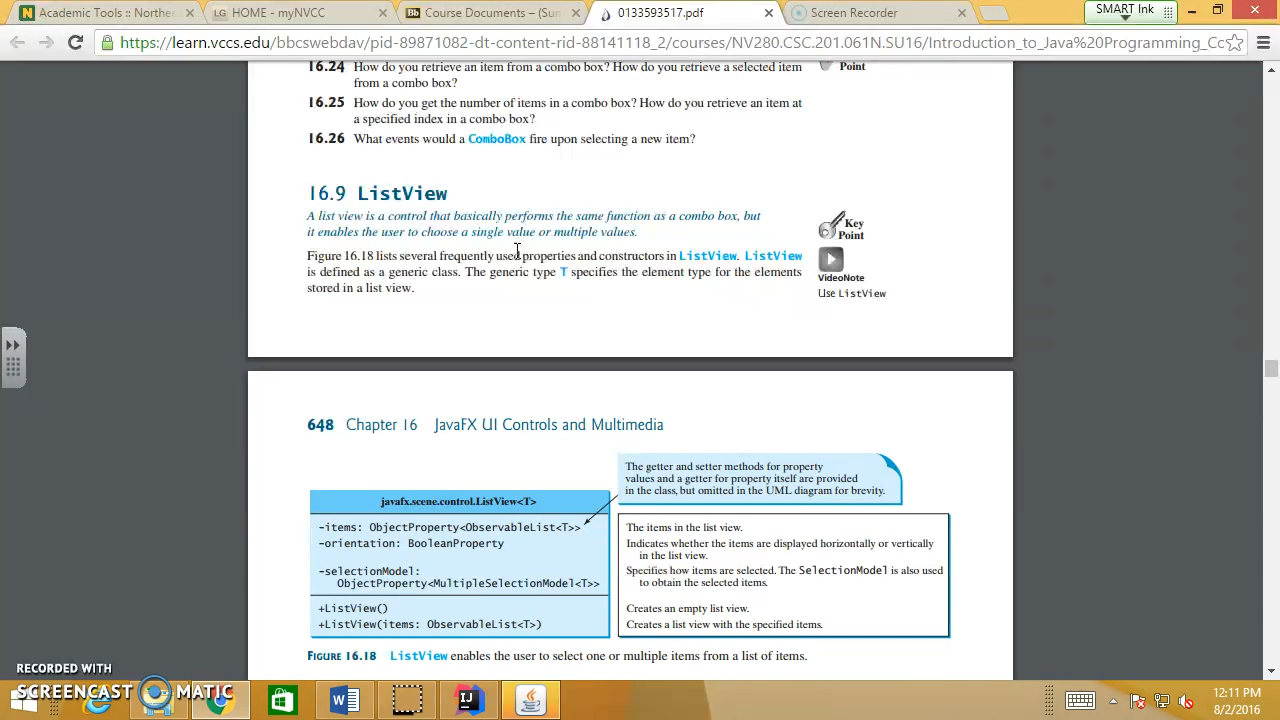 Academic Tools :: Northe
HOME - myNVCC
Course Documents – (Sum
0133593517.pdf
Screen Recorder
SMART Ink
https://learn.vccs.edu/bbcswebdav/pid-89871082-dt-content-rid-88141118_2/courses/NV280.CSC.201.061N.SU16/Introduction_to_Java%20Programming_Co
16.24 How do you retrieve an item from a combo box? How do you retrieve a selected item
from a combo box?
Point
16.25 How do you get the number of items in a combo box? How do you retrieve an item at
a specified index in a combo box?
16.26 What events would a ComboBox fire upon selecting a new item?
16.9 ListView
A list view is a control that basically performs the same function as a combo box, but
it enables the user to choose a single value or multiple values.
Key
Point
Figure 16.18 lists several frequently used properties and constructors in ListView. ListView
is defined as a generic class. The generic type T specifies the element type for the elements
stored in a list view.
VideoNote
Use ListView
648 Chapter 16 JavaFX UI Controls and Multimedia
The getter and setter methods for property
values and a getter for property itself are provided
in the class, but omitted in the UML diagram for brevity.
javafx.scene.control.ListView<T>
-items: ObjectProperty<ObservableList<T>>
-orientation: BooleanProperty
-selectionModel:
ObjectProperty<MultipleSelectionModel<T>>
+ListView()
+ListView(items: ObservableList<T>)
The items in the list view.
Indicates whether the items are displayed horizontally or vertically
in the list view.
Specifies how items are selected. The SelectionModel is also used
to obtain the selected items.
Creates an empty list view.
Creates a list view with the specified items.
FIGURE 16.18 ListView enables the user to select one or multiple items from a list of items.
RECORDED WITH
SCREENCAST MATIC
12:11 PM
8/2/2016